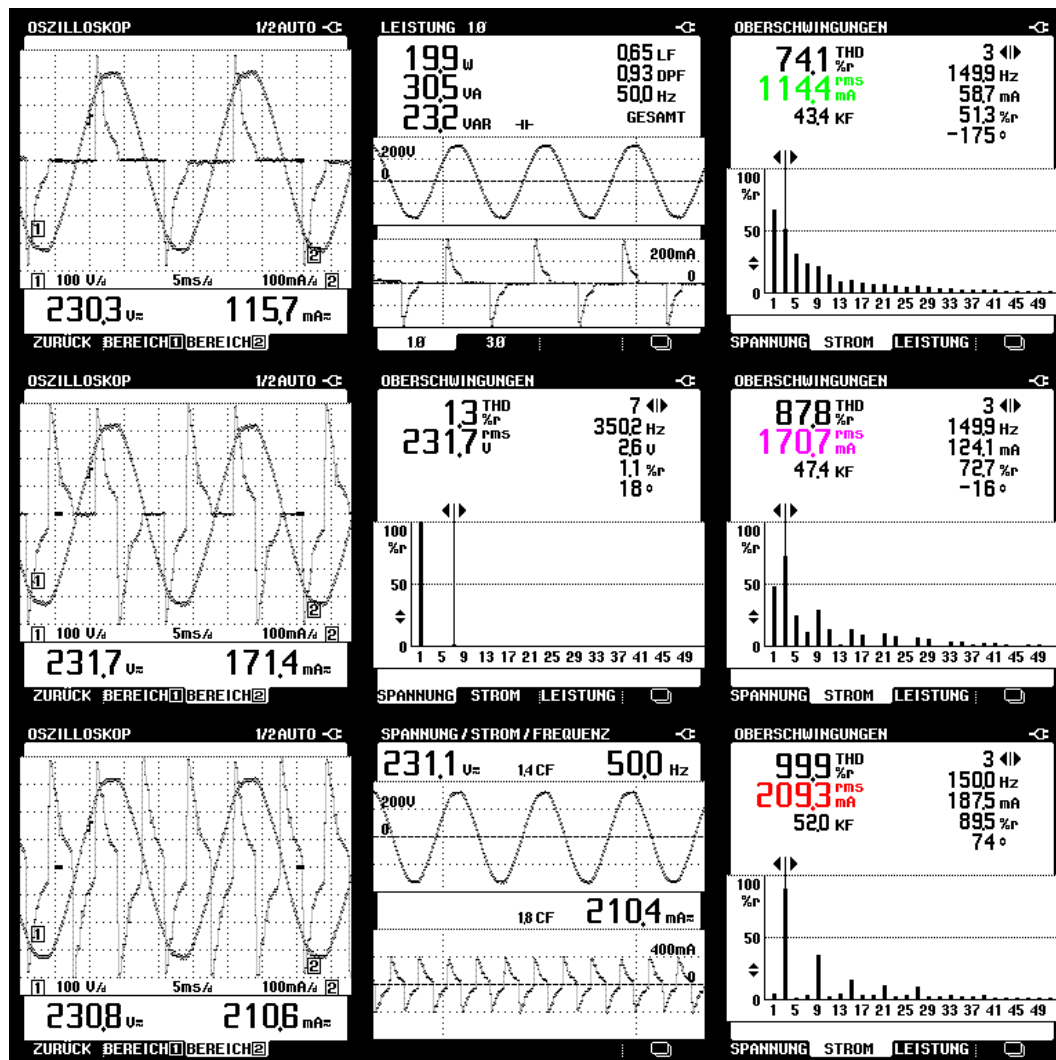 OSZILLOSKOP 1/2AUTO
1
2
1 100 V/d 5ms/d 100mA/d 2
230,3 V≂ 115,7 mA≂
ZURÜCK BEREICH1 BEREICH2
LEISTUNG 1.Ø
19,9 W 0,65 LF
30,5 VA 0,93 DPF
23,2 VAR 50,0 Hz
GESAMT
200V
0
200mA
0
1.Ø 3.Ø
OBERSCHWINGUNGEN
74,1 THD %r 3
114,4 rms mA 149,9 Hz
43,4 KF 58,7 mA
51,3 %r
-175 °
100
%r
50
0
1 5 9 13 17 21 25 29 33 37 41 45 49
SPANNUNG STROM LEISTUNG
OSZILLOSKOP 1/2AUTO
1
2
1 100 V/d 5ms/d 100mA/d 2
231,7 V≂ 171,4 mA≂
ZURÜCK BEREICH1 BEREICH2
OBERSCHWINGUNGEN
1,3 THD %r 7
231,7 rms V 350,2 Hz
2,6 V
1,1 %r
18 °
100
%r
50
0
1 5 9 13 17 21 25 29 33 37 41 45 49
SPANNUNG STROM LEISTUNG
OBERSCHWINGUNGEN
87,8 THD %r 3
170,7 rms mA 149,9 Hz
47,4 KF 124,1 mA
72,7 %r
-16 °
100
%r
50
0
1 5 9 13 17 21 25 29 33 37 41 45 49
SPANNUNG STROM LEISTUNG
OSZILLOSKOP 1/2AUTO
1
2
1 100 V/d 5ms/d 100mA/d 2
230,8 V≂ 210,6 mA≂
ZURÜCK BEREICH1 BEREICH2
SPANNUNG / STROM / FREQUENZ
231,1 V≂ 1,4 CF 50,0 Hz
200V
0
1,8 CF 210,4 mA≂
400mA
0
OBERSCHWINGUNGEN
99,9 THD %r 3
209,3 rms mA 150,0 Hz
52,0 KF 187,5 mA
89,5 %r
74 °
100
%r
50
0
1 5 9 13 17 21 25 29 33 37 41 45 49
SPANNUNG STROM LEISTUNG